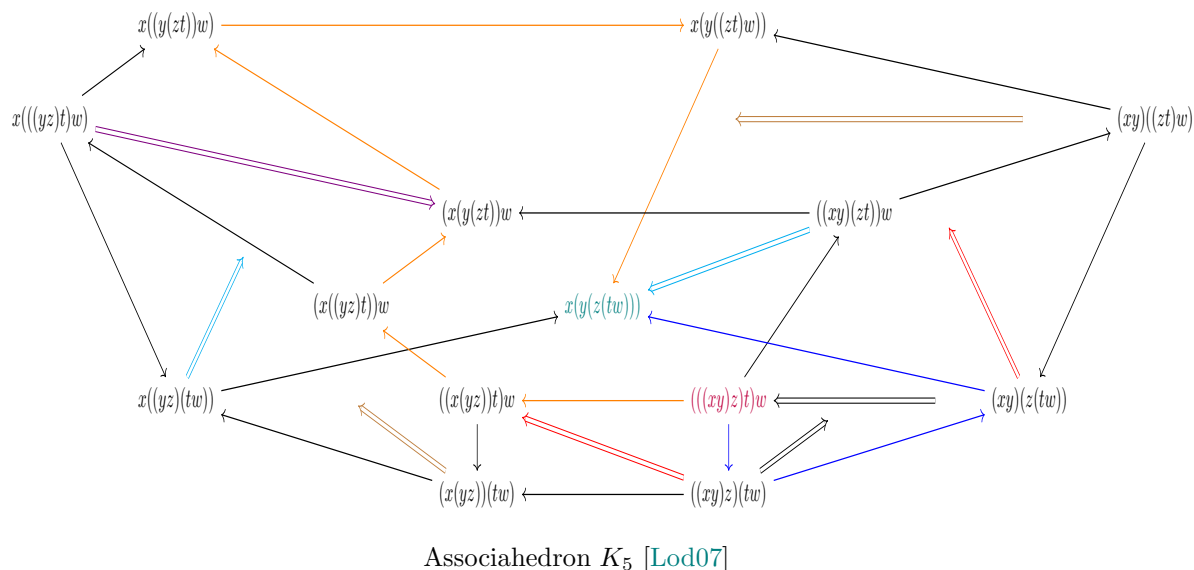 x((y(zt))w) x(y((zt)w))
x(((yz)t)w) (xy)((zt)w)
(x(y(zt))w ((xy)(zt))w
(x((yz)t))w x(y(z(tw)))
x((yz)(tw)) ((x(yz))t)w (((xy)z)t)w (xy)(z(tw))
(x(yz))(tw) ((xy)z)(tw)
Associahedron K₅ [Lod07]